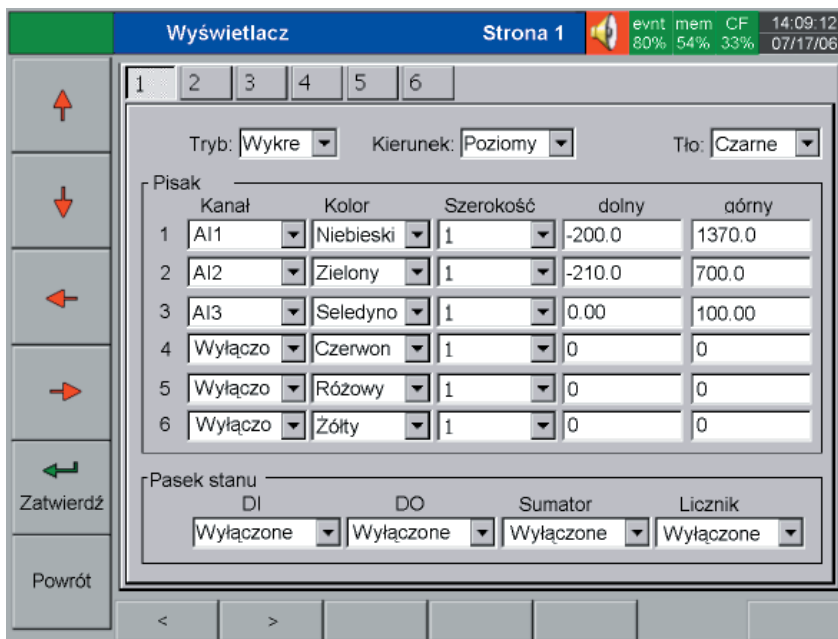 Wyświetlacz Strona 1 evnt mem CF 14:09:12
80% 54% 33% 07/17/06
1 2 3 4 5 6
Tryb: Wykre Kierunek: Poziomy Tło: Czarne
Pisak
Kanał Kolor Szerokość dolny górny
1 AI1 Niebieski 1 -200.0 1370.0
2 AI2 Zielony 1 -210.0 700.0
3 AI3 Seledyno 1 0.00 100.00
4 Wyłączo Czerwon 1 0 0
5 Wyłączo Różowy 1 0 0
6 Wyłączo Żółty 1 0 0
Pasek stanu
DI DO Sumator Licznik
Wyłączone Wyłączone Wyłączone Wyłączone
Zatwierdź
Powrót
< >